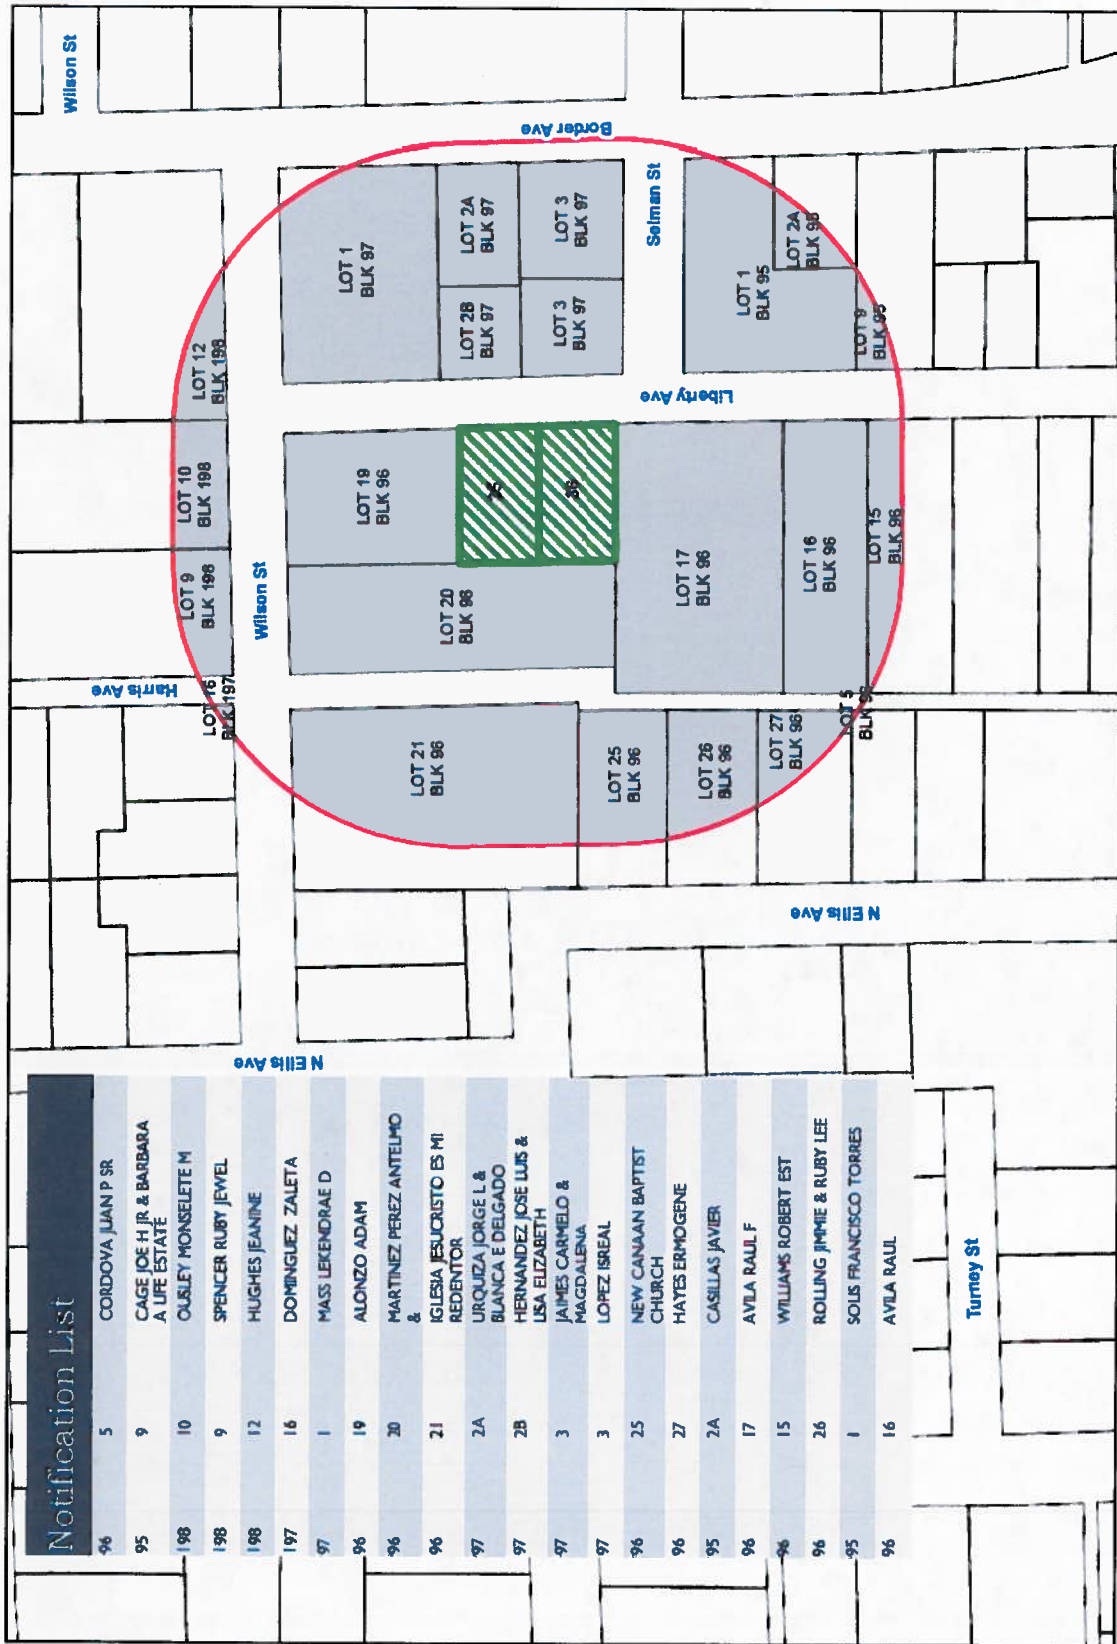 Notification List
96 5 CORDOVA JUAN P SR
95 9 CAGE JOE H JR & BARBARA
A LIFE ESTATE
198 10 OUSLEY MONSELETE M
198 9 SPENCER RUBY JEWEL
198 12 HUGHES JEANINE
197 16 DOMINGUEZ ZALETA
97 1 MASS LEKENDRAE D
96 19 ALONZO ADAM
96 20 MARTINEZ PEREZ ANTELMO
&
96 21 IGLESIA JESUCRISTO ES MI
REDENTOR
97 2A URQUIZA JORGE L &
BLANCA E DELGADO
97 2B HERNANDEZ JOSE LUIS &
LISA ELIZABETH
97 3 JAIMES CARMELO &
MAGDALENA
97 3 LOPEZ ISREAL
96 25 NEW CANAAN BAPTIST
CHURCH
96 27 HAYES ERMOGENE
95 2A CASILLAS JAVIER
96 17 AVILA RAUL F
96 15 WILLIAMS ROBERT EST
96 26 ROLLING JIMMIE & RUBY LEE
95 1 SOLIS FRANCISCO TORRES
96 16 AVILA RAUL
Turney St
N Ellis Ave
N Ellis Ave
Harris Ave
LOT 16
BLK 197
LOT 9
BLK 198
LOT 10
BLK 198
LOT 12
BLK 198
Wilson St
Wilson St
LOT 21
BLK 96
LOT 25
BLK 96
LOT 26
BLK 96
LOT 27
BLK 96
LOT 5
BLK 96
LOT 20
BLK 96
LOT 19
BLK 96
LOT 17
BLK 96
LOT 16
BLK 96
LOT 15
BLK 96
Liberty Ave
LOT 1
BLK 97
LOT 2B
BLK 97
LOT 2A
BLK 97
LOT 3
BLK 97
LOT 3
BLK 97
Selman St
LOT 1
BLK 95
LOT 2A
BLK 95
LOT 9
BLK 95
Border Ave